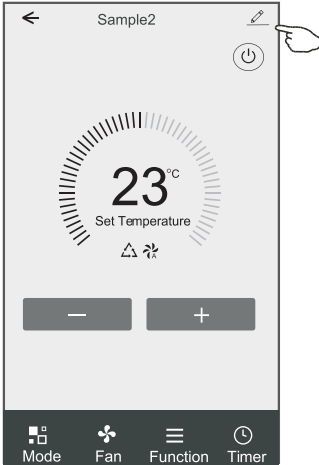 Sample2
23°C
Set Temperature
A
− +
Mode Fan Function Timer